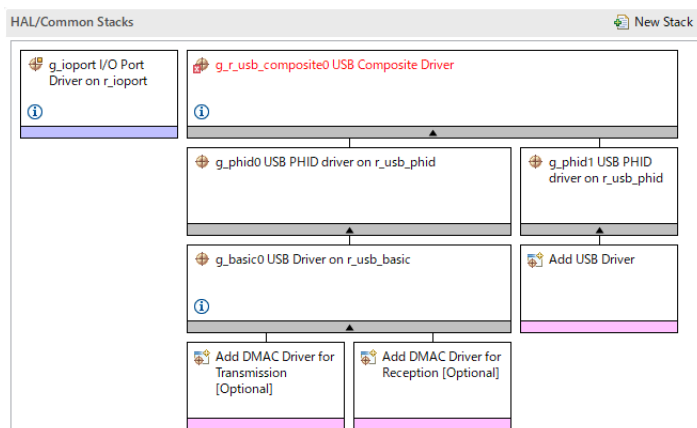 HAL/Common Stacks
New Stack
g_ioport I/O Port
Driver on r_ioport
g_r_usb_composite0 USB Composite Driver
g_phid0 USB PHID driver on r_usb_phid
g_phid1 USB PHID
driver on r_usb_phid
g_basic0 USB Driver on r_usb_basic
Add USB Driver
Add DMAC Driver for
Transmission
[Optional]
Add DMAC Driver for
Reception [Optional]